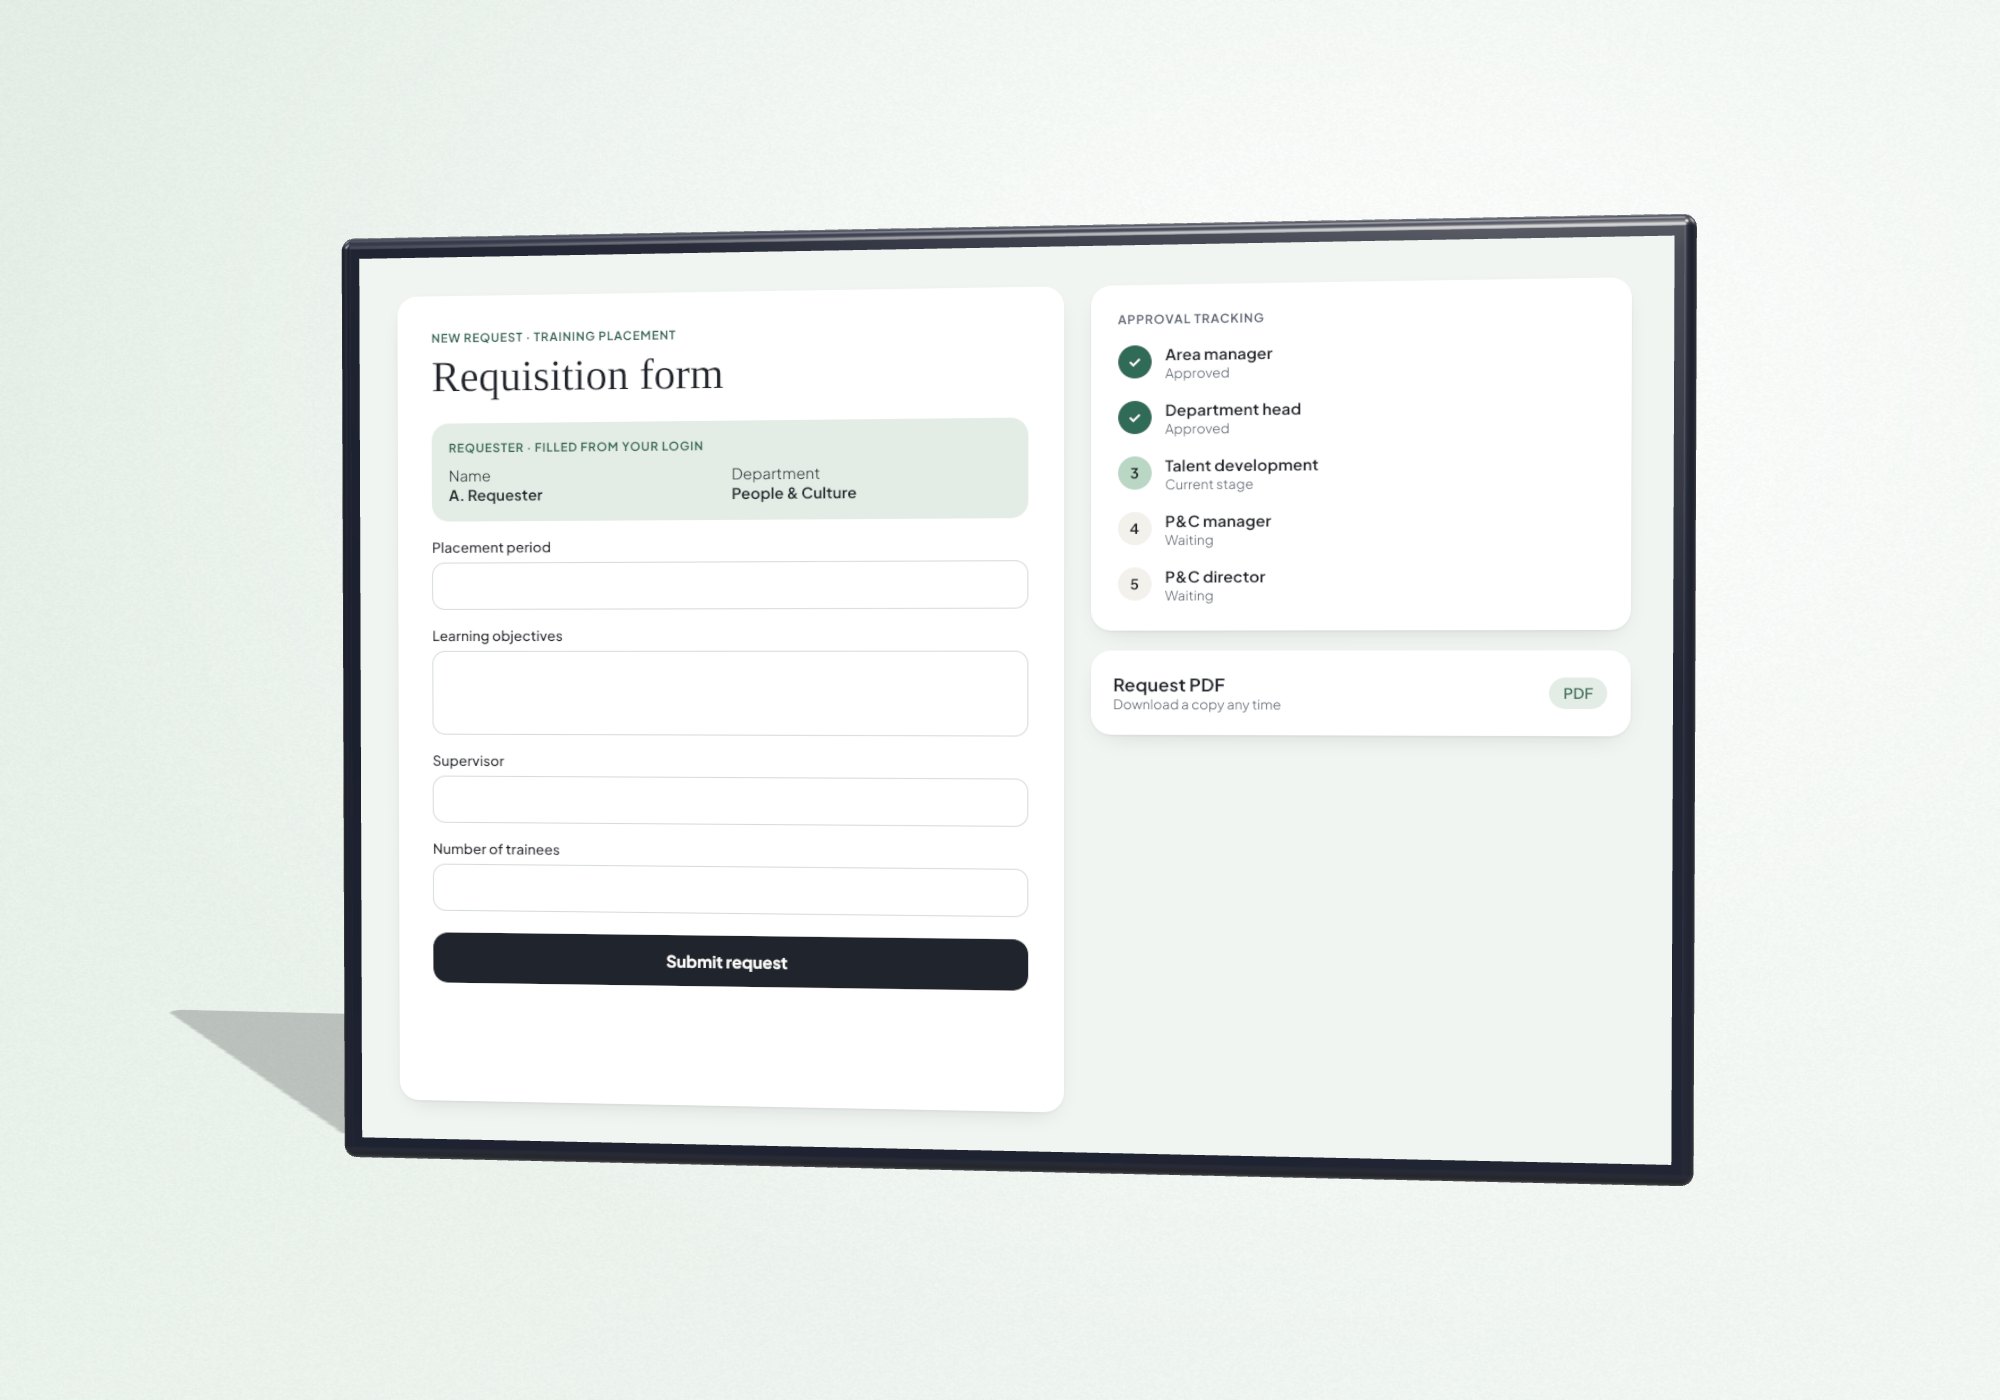 NEW REQUEST · TRAINING PLACEMENT
Requisition form
REQUESTER · FILLED FROM YOUR LOGIN
Name
A. Requester
Department
People & Culture
Placement period
Learning objectives
Supervisor
Number of trainees
Submit request
APPROVAL TRACKING
Area manager
Approved
Department head
Approved
3
Talent development
Current stage
4
P&C manager
Waiting
5
P&C director
Waiting
Request PDF
Download a copy any time
PDF